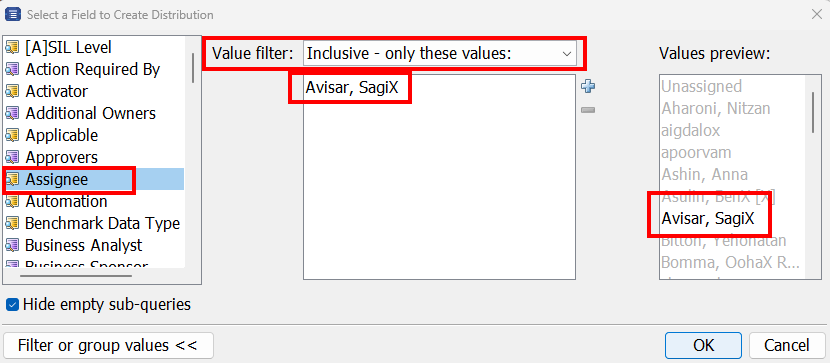 Select a Field to Create Distribution
[A]SIL Level
Action Required By
Activator
Additional Owners
Applicable
Approvers
Assignee
Automation
Benchmark Data Type
Business Analyst
Business Sponsor
Hide empty sub-queries
Value filter: Inclusive - only these values:
Avisar, SagiX
Values preview:
Unassigned
Aharoni, Nitzan
aigdalox
apoorvam
Ashin, Anna
Asulin, BenX [X]
Avisar, SagiX
Bitton, Yehonatan
Bomma, OohaX R...
Filter or group values <<
OK
Cancel